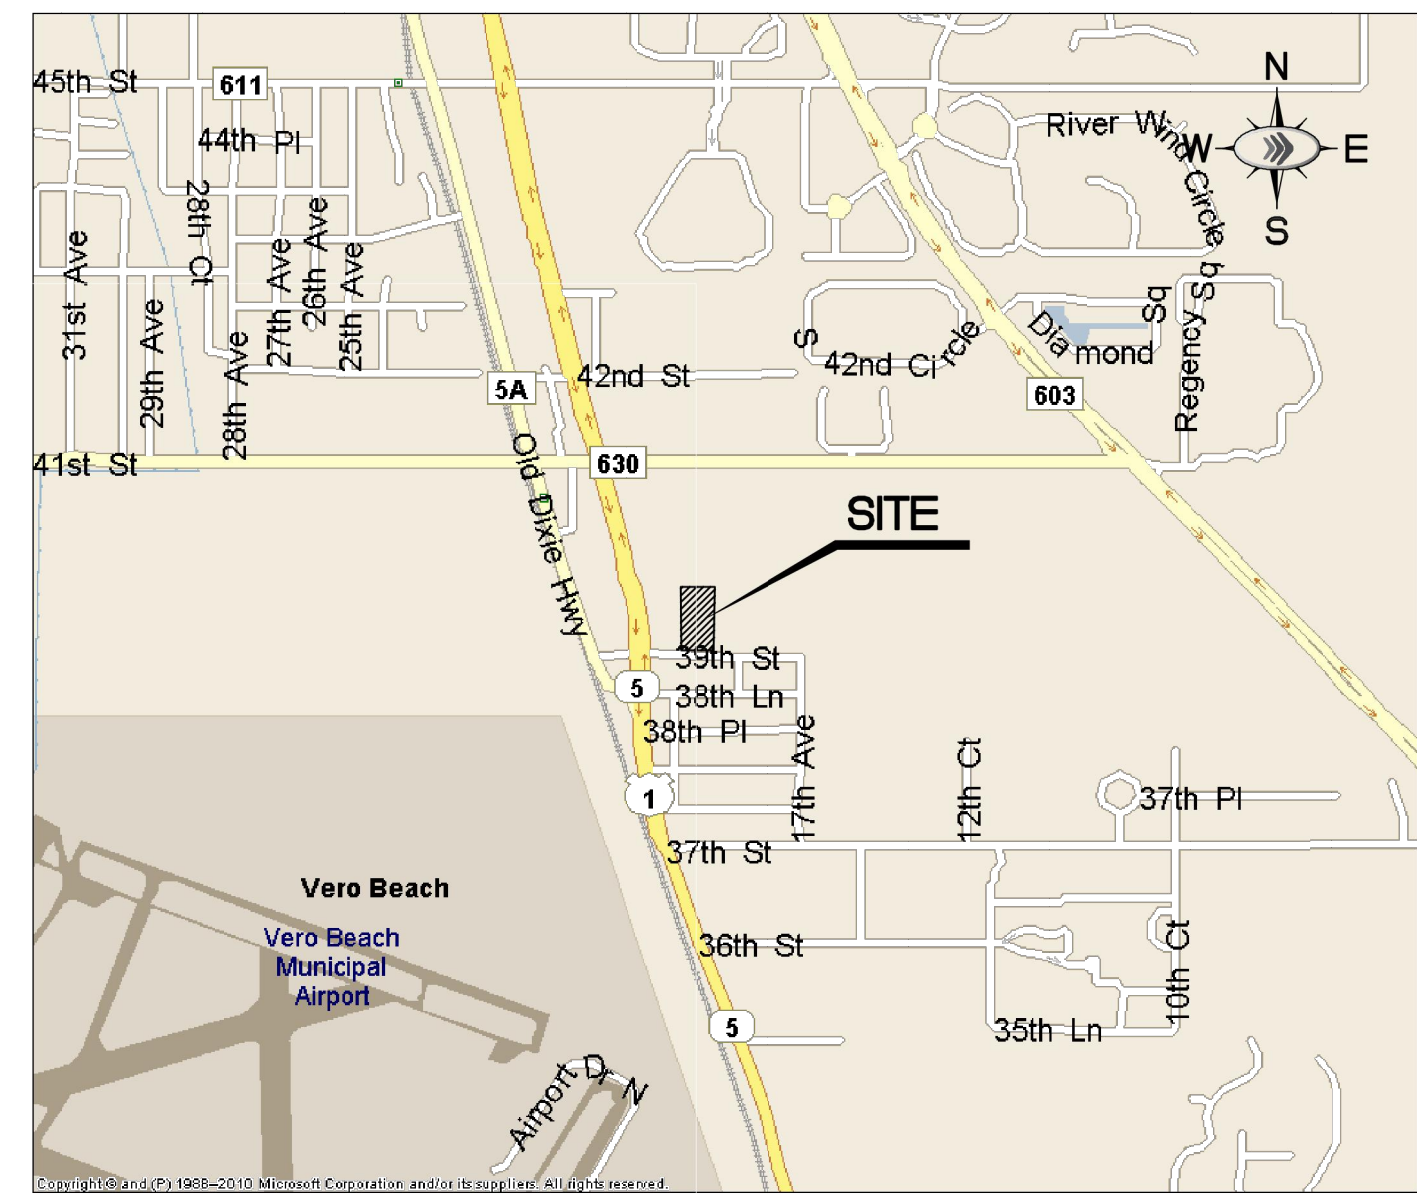 45th St
611
N
44th Pl
River Wind Circle
W
E
28th Ct
S
31st Ave
29th Ave
28th Ave
27th Ave
26th Ave
25th Ave
5A
42nd St
S
42nd Circle
Diamond
Sq
Regency Sq
603
41st St
630
Old Dixie Hwy
SITE
39th St
5
38th Ln
38th Pl
17th Ave
12th Ct
1
37th Pl
37th St
Vero Beach
Vero Beach
Municipal
Airport
36th St
10th Ct
5
35th Ln
Airport Dr N
Copyright © and (P) 1988–2010 Microsoft Corporation and/or its suppliers. All rights reserved.